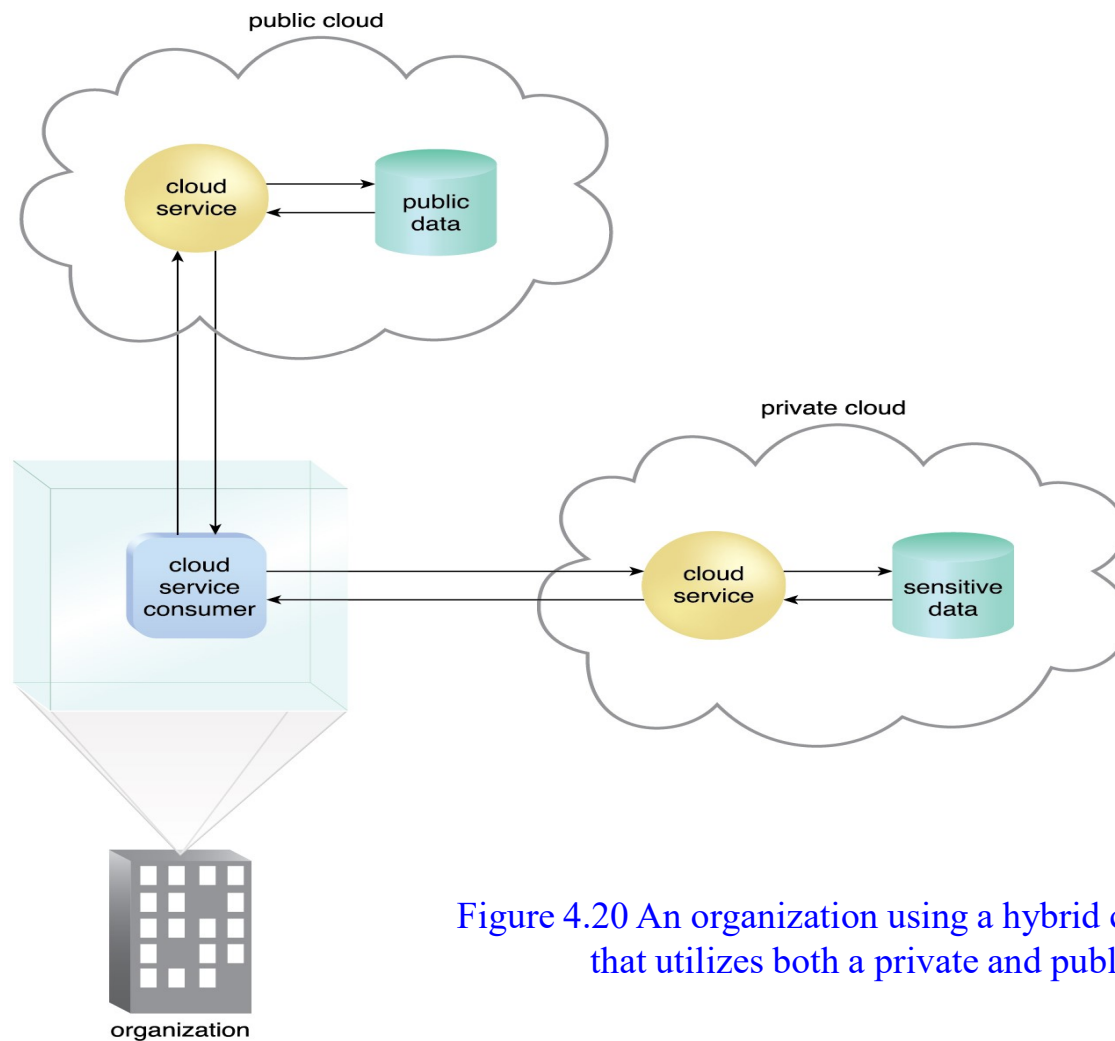 public cloud
cloud
service
public
data
private cloud
cloud
service
consumer
cloud
service
sensitive
data
Figure 4.20 An organization using a hybrid
that utilizes both a private and
organization